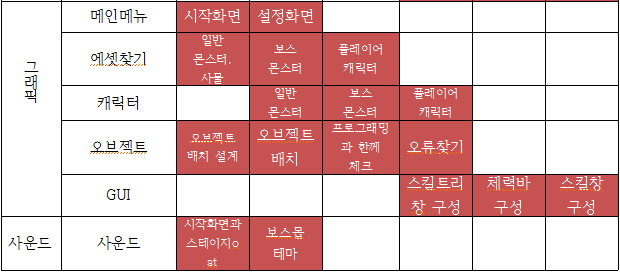 메인메뉴 시작화면 설정화면
그래픽
에셋찾기 일반 몬스터, 사물 보스 몬스터 플레이어 캐릭터
캐릭터 일반 몬스터 보스 몬스터 플레이어 캐릭터
오브젝트 오브젝트 배치 설계 오브젝트 배치 프로그래밍과 한께 체크 오류찾기
GUI 스킬트리창 구성 체력바 구성 스킬창 구성
사운드 사운드 시작화면과 스테이지ost 보스몹 테마